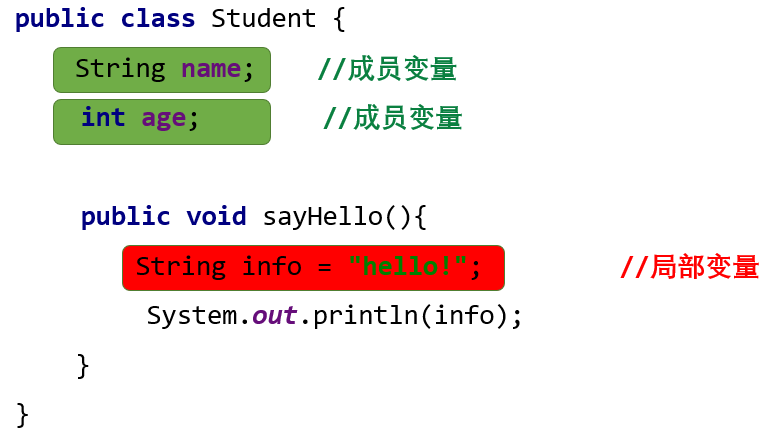 public class Student {
String name; //成员变量
int age; //成员变量
public void sayHello(){
String info = "hello!"; //局部变量
System.out.println(info);
}
}